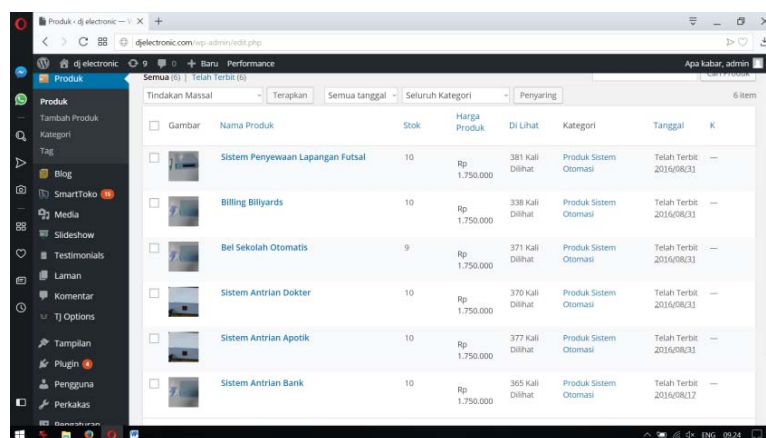 Produk ‹ dj electronic —
djelectronic.com/wp-admin/edit.php
dj electronic 9 0 + Baru Performance
Apa kabar, admin
Produk
Produk
Tambah Produk
Kategori
Tag
Blog
SmartToko
Media
Slideshow
Testimonials
Laman
Komentar
TJ Options
Tampilan
Plugin 4
Pengguna
Perkakas
Pengaturan
Semua (6) | Telah Terbit (6)
Cari Produk
Tindakan Massal Terapkan Semua tanggal Seluruh Kategori Penyaring 6 item
Gambar Nama Produk Stok Harga Produk Di Lihat Kategori Tanggal K
Sistem Penyewaan Lapangan Futsal 10 Rp 1.750.000 381 Kali Dilihat Produk Sistem Otomasi Telah Terbit 2016/08/31 —
Billing Bilyards 10 Rp 1.750.000 338 Kali Dilihat Produk Sistem Otomasi Telah Terbit 2016/08/31 —
Bel Sekolah Otomatis 9 Rp 1.750.000 371 Kali Dilihat Produk Sistem Otomasi Telah Terbit 2016/08/31 —
Sistem Antrian Dokter 10 Rp 1.750.000 370 Kali Dilihat Produk Sistem Otomasi Telah Terbit 2016/08/31 —
Sistem Antrian Apotik 10 Rp 1.750.000 377 Kali Dilihat Produk Sistem Otomasi Telah Terbit 2016/08/31 —
Sistem Antrian Bank 10 Rp 1.750.000 365 Kali Dilihat Produk Sistem Otomasi Telah Terbit 2016/08/17 —
ENG 09.24